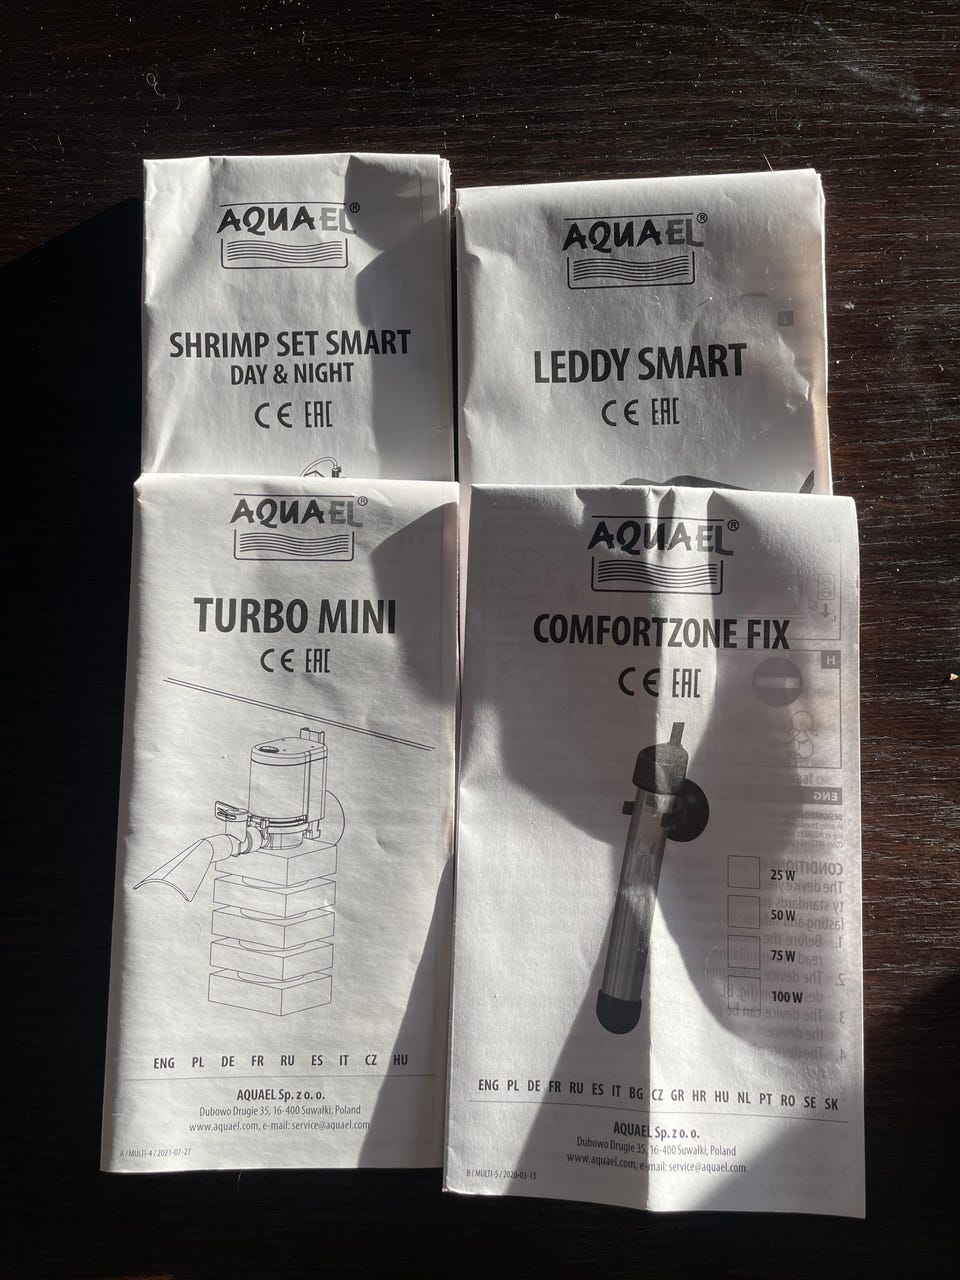 AQUAEL®
SHRIMP SET SMART
DAY & NIGHT
CE EAC
AQUAEL®
LEDDY SMART
CE EAC
AQUAEL®
TURBO MINI
CE EAC
ENG PL DE FR RU ES IT CZ HU
AQUAEL Sp. z o. o.
Dubowo Drugie 35, 16-400 Suwałki, Poland
www.aquael.com, e-mail: service@aquael.com
A / MULTI-4 / 2021-07-27
AQUAEL®
COMFORTZONE FIX
CE EAC
25 W
50 W
75 W
100 W
ENG PL DE FR RU ES IT BG CZ GR HR HU NL PT RO SE SK
AQUAEL Sp. z o. o.
Dubowo Drugie 35, 16-400 Suwałki, Poland
www.aquael.com, e-mail: service@aquael.com
B / MULTI-5 / 2020-03-13